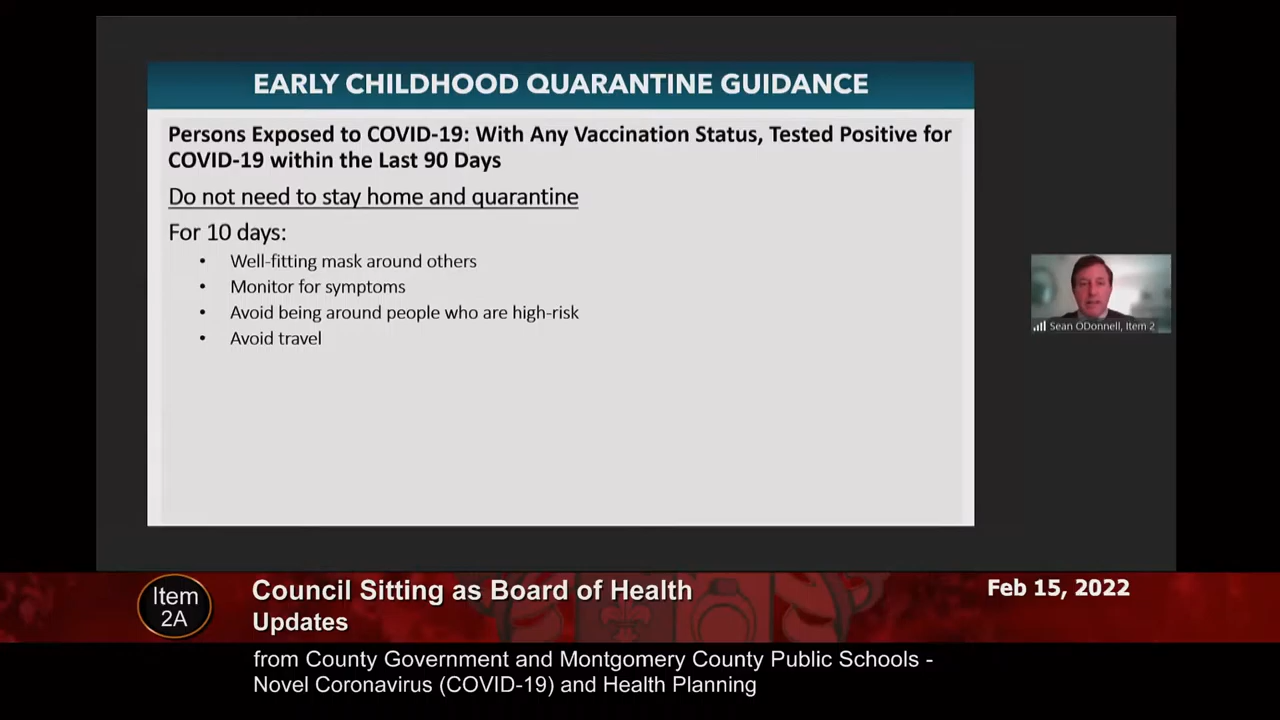 EARLY CHILDHOOD QUARANTINE GUIDANCE
Persons Exposed to COVID-19: With Any Vaccination Status, Tested Positive for
COVID-19 within the Last 90 Days
Do not need to stay home and quarantine
For 10 days:
• Well-fitting mask around others
• Monitor for symptoms
• Avoid being around people who are high-risk
• Avoid travel
Sean ODonnell, Item 2
Item
2A
Council Sitting as Board of Health
Updates
Feb 15, 2022
from County Government and Montgomery County Public Schools -
Novel Coronavirus (COVID-19) and Health Planning